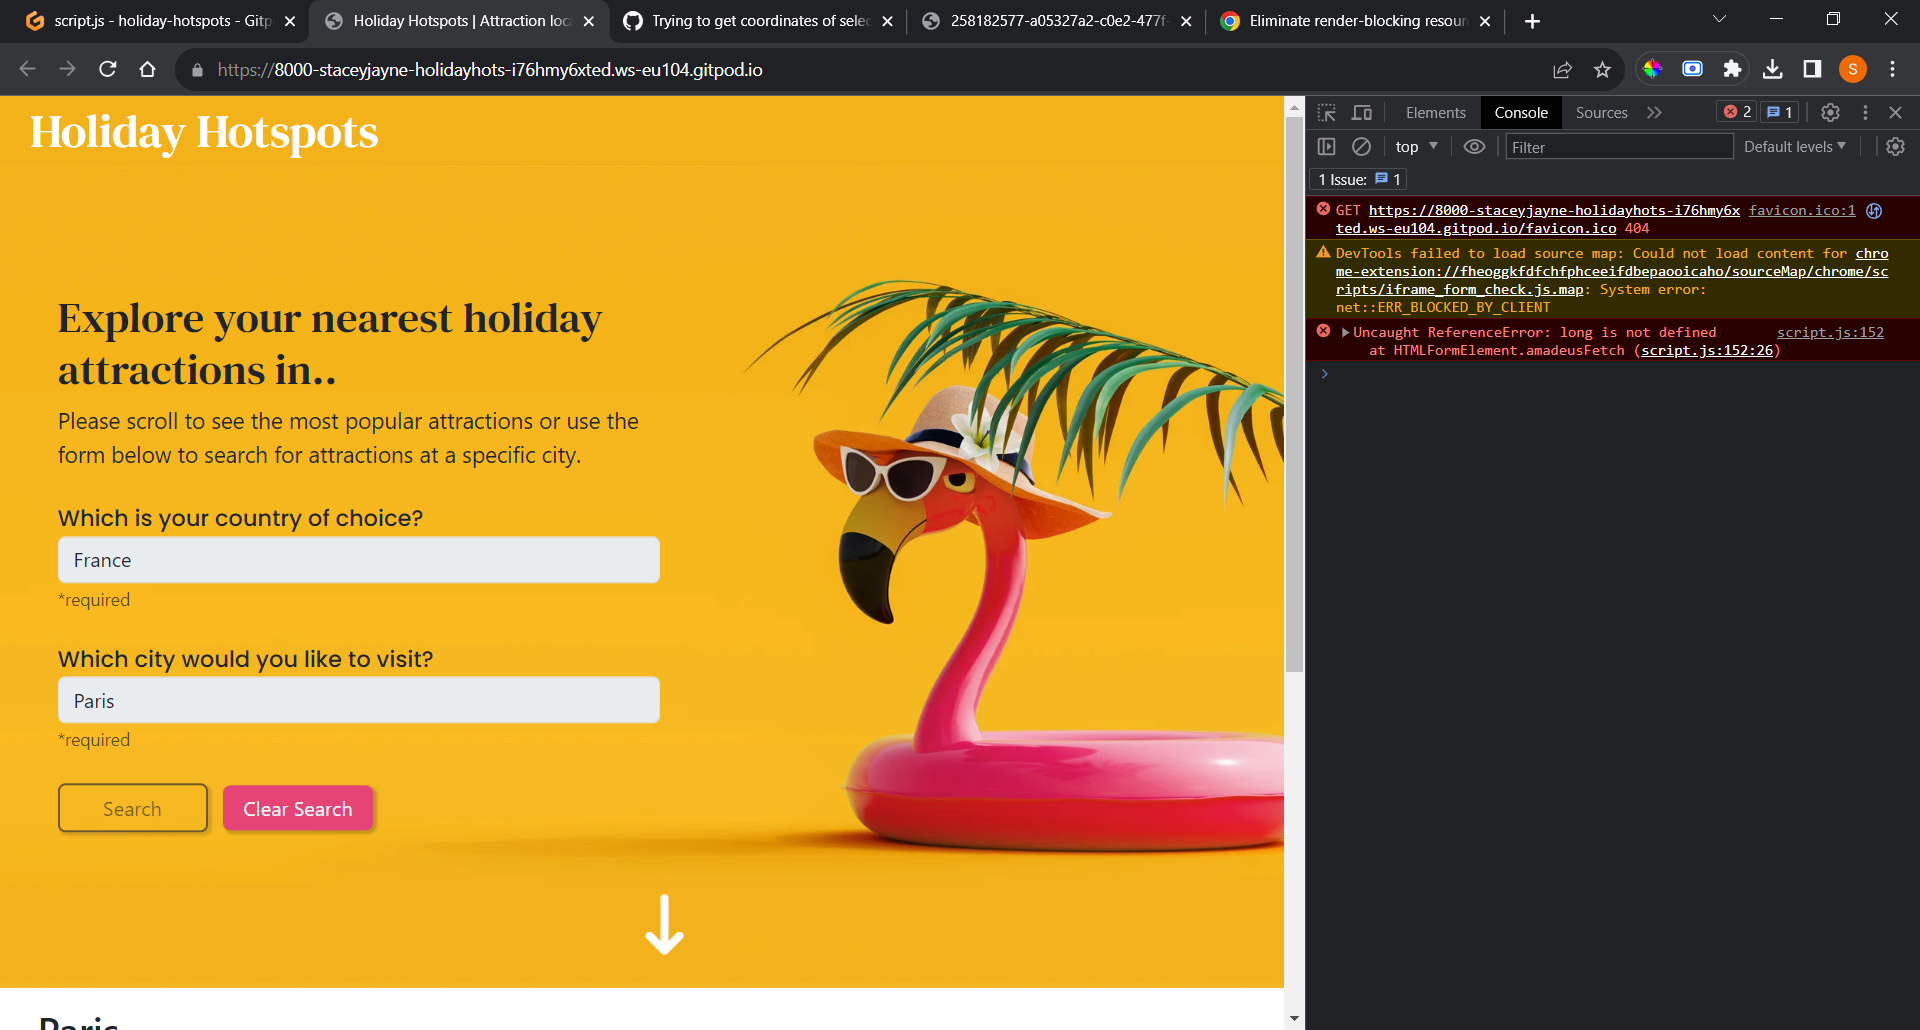 script.js - holiday-hotspots - Gitp
Holiday Hotspots | Attraction loc
Trying to get coordinates of selec
258182577-a05327a2-c0e2-477f-
Eliminate render-blocking resour
https://8000-staceyjayne-holidayhots-i76hmy6xted.ws-eu104.gitpod.io
S
Holiday Hotspots
Explore your nearest holiday
attractions in..
Please scroll to see the most popular attractions or use the
form below to search for attractions at a specific city.
Which is your country of choice?
France
*required
Which city would you like to visit?
Paris
*required
Search Clear Search
Paris
Elements Console Sources 2 1
top Filter Default levels
1 Issue: 1
GET https://8000-staceyjayne-holidayhots-i76hmy6x favicon.ico:1
ted.ws-eu104.gitpod.io/favicon.ico 404
DevTools failed to load source map: Could not load content for chro
me-extension://fheoggkfdfchfphceeifdbepaooicaho/sourceMap/chrome/sc
ripts/iframe_form_check.js.map: System error:
net::ERR_BLOCKED_BY_CLIENT
Uncaught ReferenceError: long is not defined script.js:152
at HTMLFormElement.amadeusFetch (script.js:152:26)